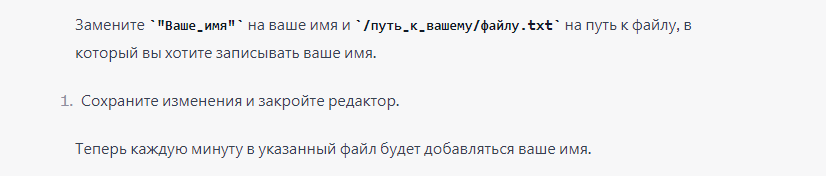 Замените `"Ваше_имя"` на ваше имя и `/путь_к_вашему/файлу.txt` на путь к файлу, в
который вы хотите записывать ваше имя.
1. Сохраните изменения и закройте редактор.
Теперь каждую минуту в указанный файл будет добавляться ваше имя.